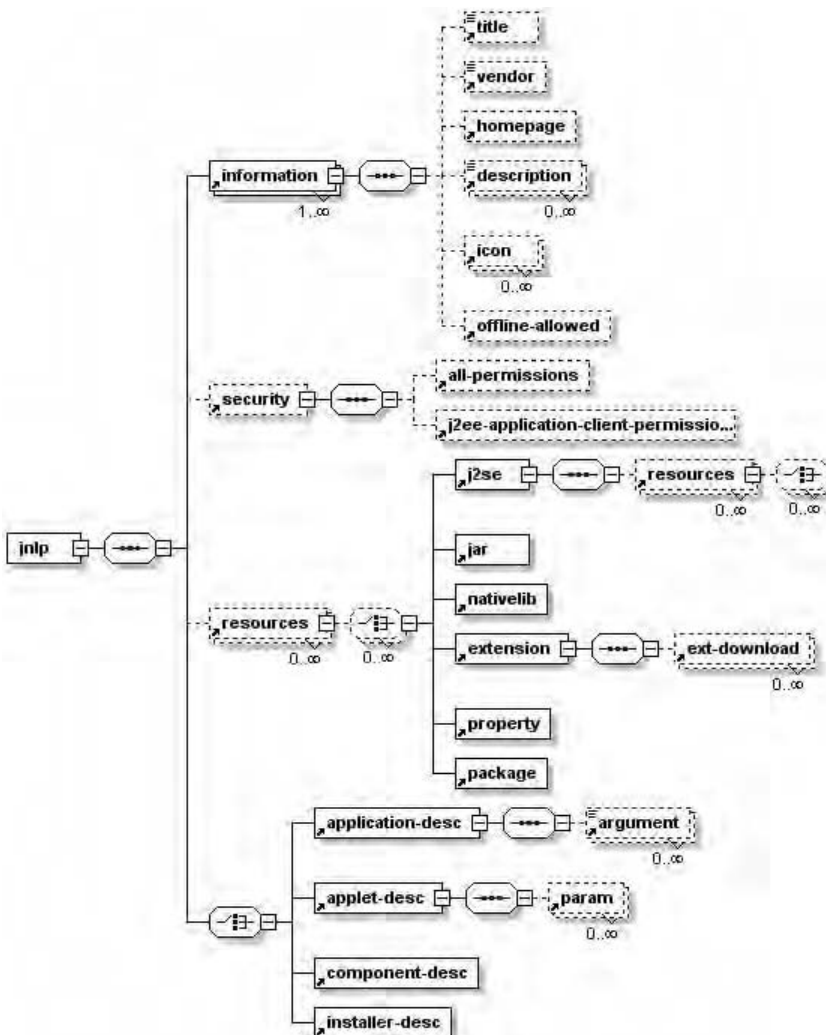 title
vendor
homepage
information
description
1..∞
0..∞
icon
0..∞
offline-allowed
all-permissions
security
j2ee-application-client-permissio...
j2se
resources
0..∞
0..∞
jnlp
jar
nativelib
resources
0..∞
0..∞
extension
ext-download
0..∞
property
package
application-desc
argument
0..∞
applet-desc
param
0..∞
component-desc
installer-desc